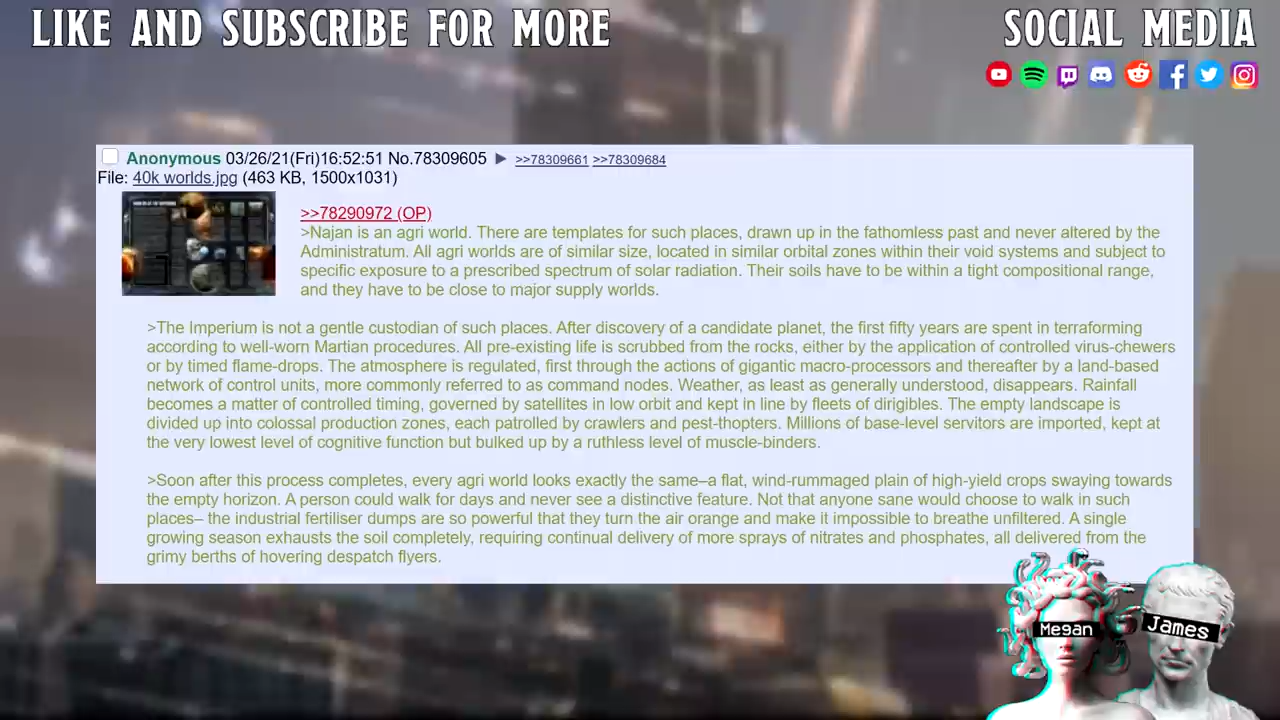 LIKE AND SUBSCRIBE FOR MORE
SOCIAL MEDIA
Anonymous 03/26/21(Fri)16:52:51 No.78309605 ▶ >>78309661 >>78309684
File: 40k worlds.jpg (463 KB, 1500x1031)
>>78290972 (OP)
>Najan is an agri world. There are templates for such places, drawn up in the fathomless past and never altered by the
Administratum. All agri worlds are of similar size, located in similar orbital zones within their void systems and subject to
specific exposure to a prescribed spectrum of solar radiation. Their soils have to be within a tight compositional range,
and they have to be close to major supply worlds.
>The Imperium is not a gentle custodian of such places. After discovery of a candidate planet, the first fifty years are spent in terraforming
according to well-worn Martian procedures. All pre-existing life is scrubbed from the rocks, either by the application of controlled virus-chewers
or by timed flame-drops. The atmosphere is regulated, first through the actions of gigantic macro-processors and thereafter by a land-based
network of control units, more commonly referred to as command nodes. Weather, as least as generally understood, disappears. Rainfall
becomes a matter of controlled timing, governed by satellites in low orbit and kept in line by fleets of dirigibles. The empty landscape is
divided up into colossal production zones, each patrolled by crawlers and pest-thopters. Millions of base-level servitors are imported, kept at
the very lowest level of cognitive function but bulked up by a ruthless level of muscle-binders.
>Soon after this process completes, every agri world looks exactly the same–a flat, wind-rummaged plain of high-yield crops swaying towards
the empty horizon. A person could walk for days and never see a distinctive feature. Not that anyone sane would choose to walk in such
places– the industrial fertiliser dumps are so powerful that they turn the air orange and make it impossible to breathe unfiltered. A single
growing season exhausts the soil completely, requiring continual delivery of more sprays of nitrates and phosphates, all delivered from the
grimy berths of hovering despatch flyers.
Megan
James